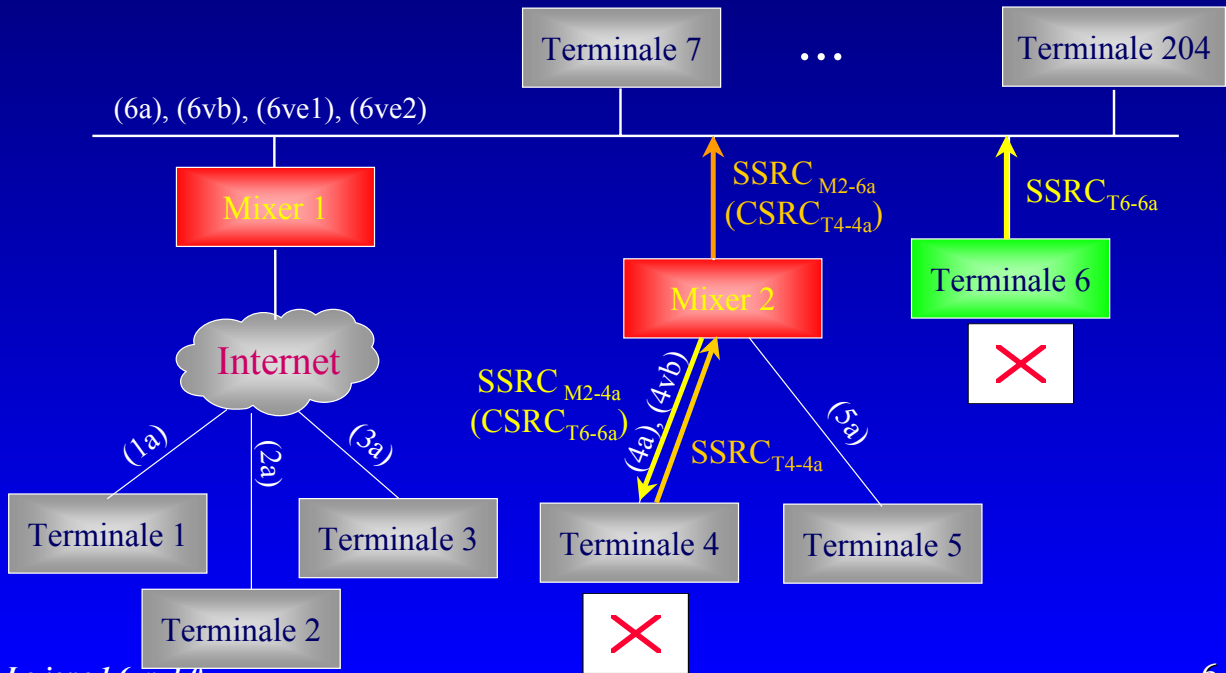 Terminale 7
...
Terminale 204
(6a), (6vb), (6ve1), (6ve2)
Mixer 1
SSRC M2-6a
(CSRC T4-4a)
SSRC T6-6a
Mixer 2
Terminale 6
Internet
SSRC M2-4a
(CSRC T6-6a)
(4a), (4vb)
SSRC T4-4a
(5a)
(1a)
(2a)
(3a)
Terminale 1
Terminale 3
Terminale 4
Terminale 5
Terminale 2
6